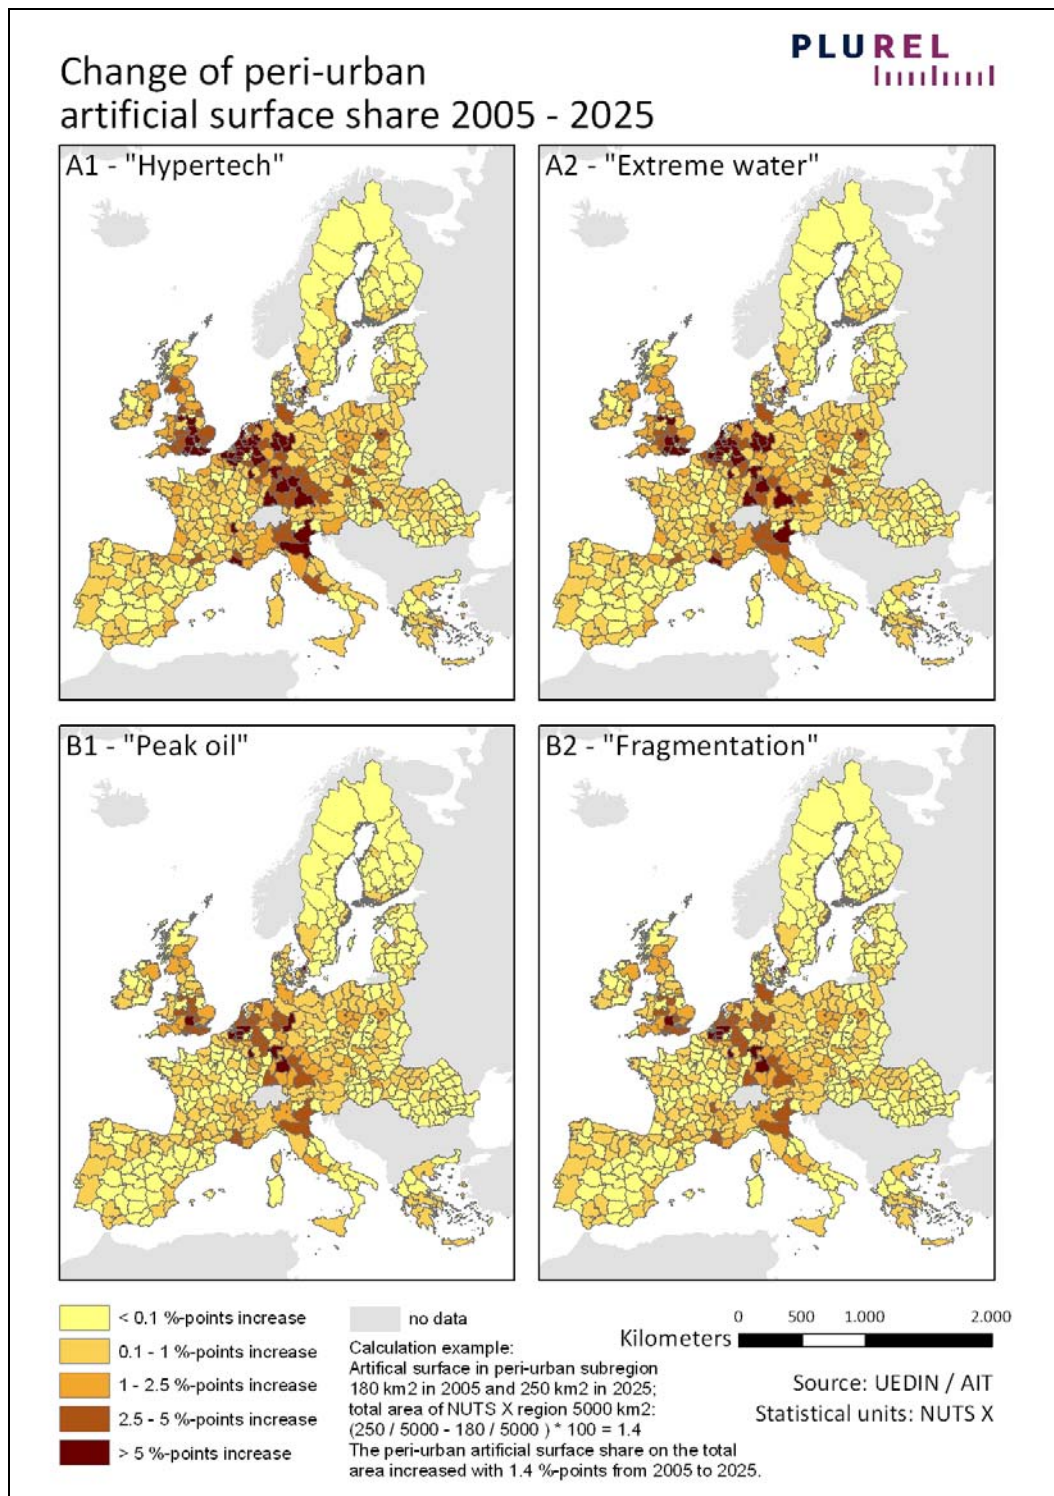 PLUREL
Change of peri-urban
artificial surface share 2005 - 2025
A1 - "Hypertech"
A2 - "Extreme water"
B1 - "Peak oil"
B2 - "Fragmentation"
< 0.1 %-points increase
0.1 - 1 %-points increase
1 - 2.5 %-points increase
2.5 - 5 %-points increase
> 5 %-points increase
no data
Calculation example:
Artifical surface in peri-urban subregion
180 km2 in 2005 and 250 km2 in 2025;
total area of NUTS X region 5000 km2:
(250 / 5000 - 180 / 5000 ) * 100 = 1.4
The peri-urban artificial surface share on the total
area increased with 1.4 %-points from 2005 to 2025.
0 500 1.000 2.000
Kilometers
Source: UEDIN / AIT
Statistical units: NUTS X